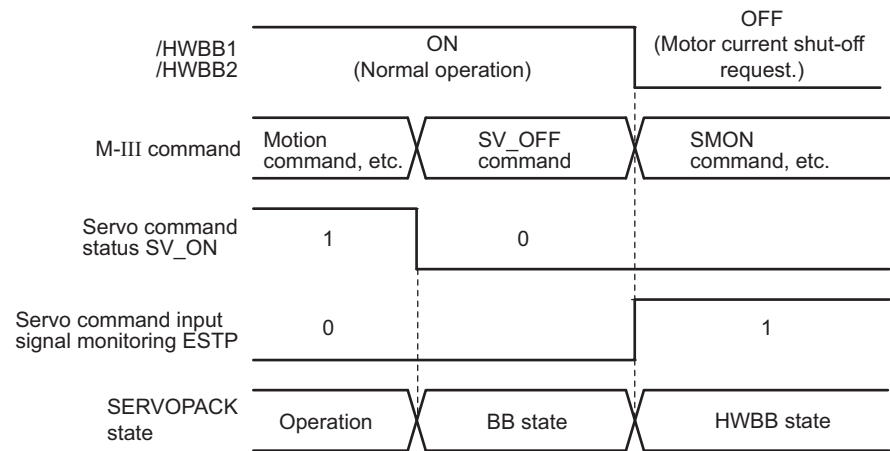 /HWBB1
/HWBB2
ON
(Normal operation)
OFF
(Motor current shut-off
request.)
M-III command
Motion
command, etc.
SV_OFF
command
SMON
command, etc.
Servo command
status SV_ON
1
0
Servo command input
signal monitoring ESTP
0
1
SERVOPACK
state
Operation
BB state
HWBB state